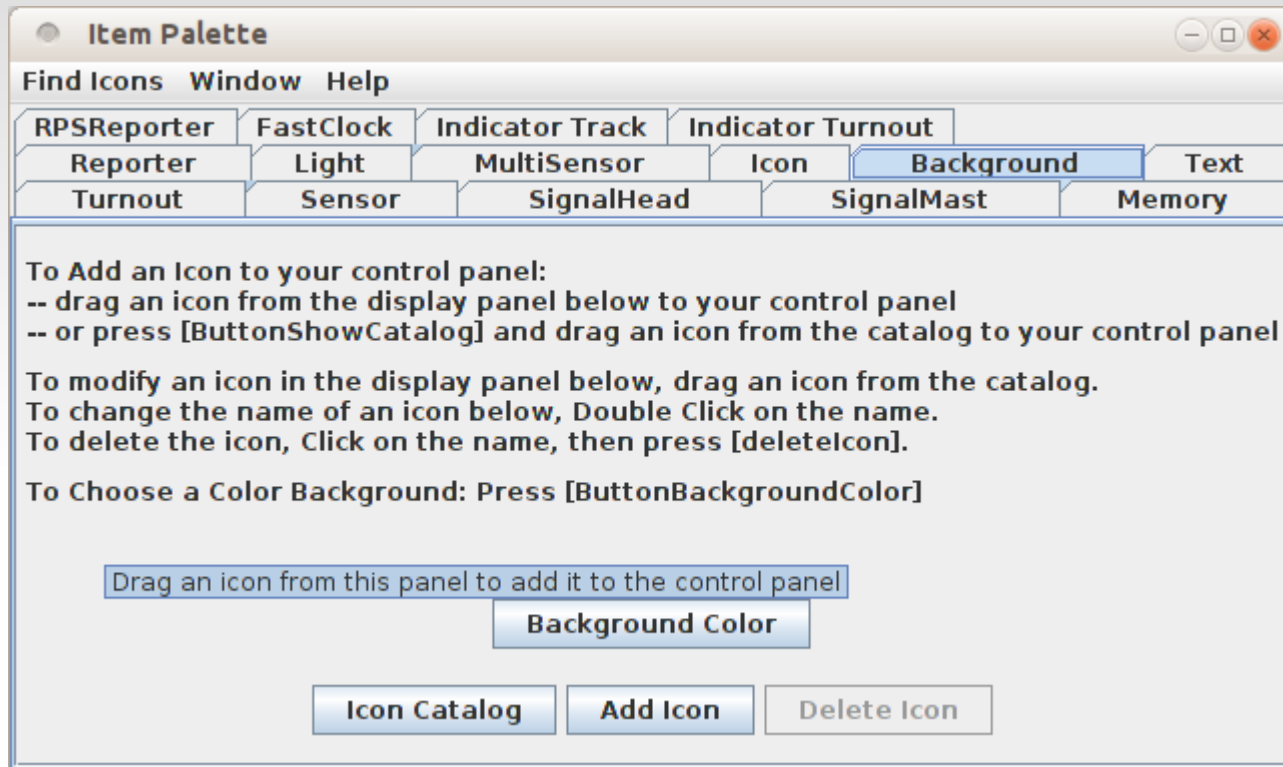 Item Palette
Find Icons Window Help
RPSReporter FastClock Indicator Track Indicator Turnout
Reporter Light MultiSensor Icon Background Text
Turnout Sensor SignalHead SignalMast Memory
To Add an Icon to your control panel:
-- drag an icon from the display panel below to your control panel
-- or press [ButtonShowCatalog] and drag an icon from the catalog to your control panel
To modify an icon in the display panel below, drag an icon from the catalog.
To change the name of an icon below, Double Click on the name.
To delete the icon, Click on the name, then press [deleteIcon].
To Choose a Color Background: Press [ButtonBackgroundColor]
Drag an icon from this panel to add it to the control panel
Background Color
Icon Catalog Add Icon Delete Icon